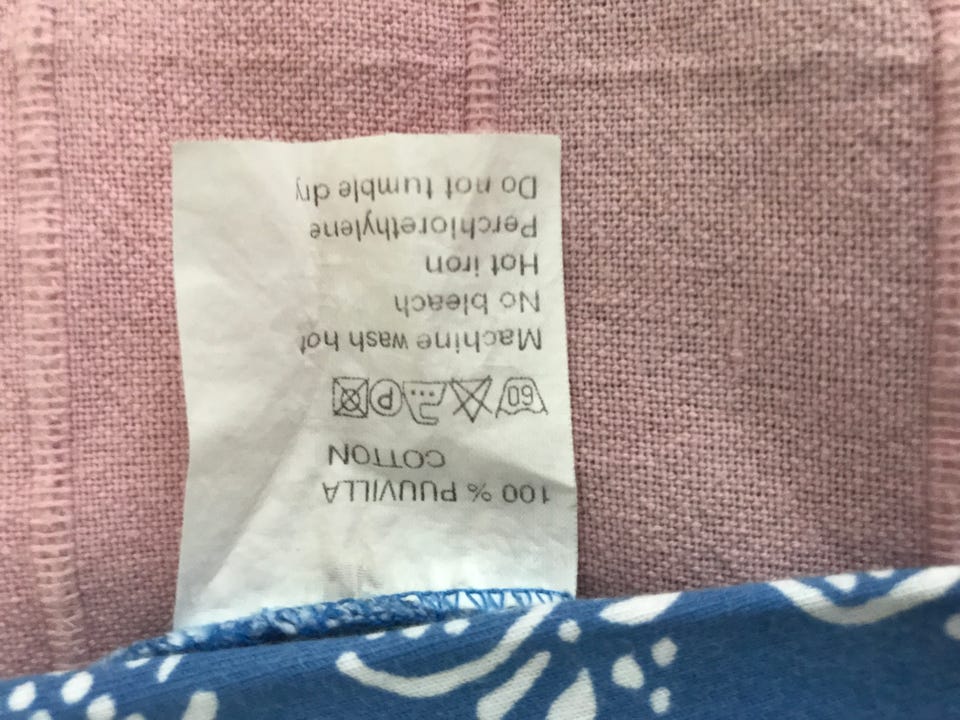 100 % PUUVILLA
COTTON
60 P
Machine wash hot
No bleach
Hot iron
Perchlorethylene
Do not tumble dry